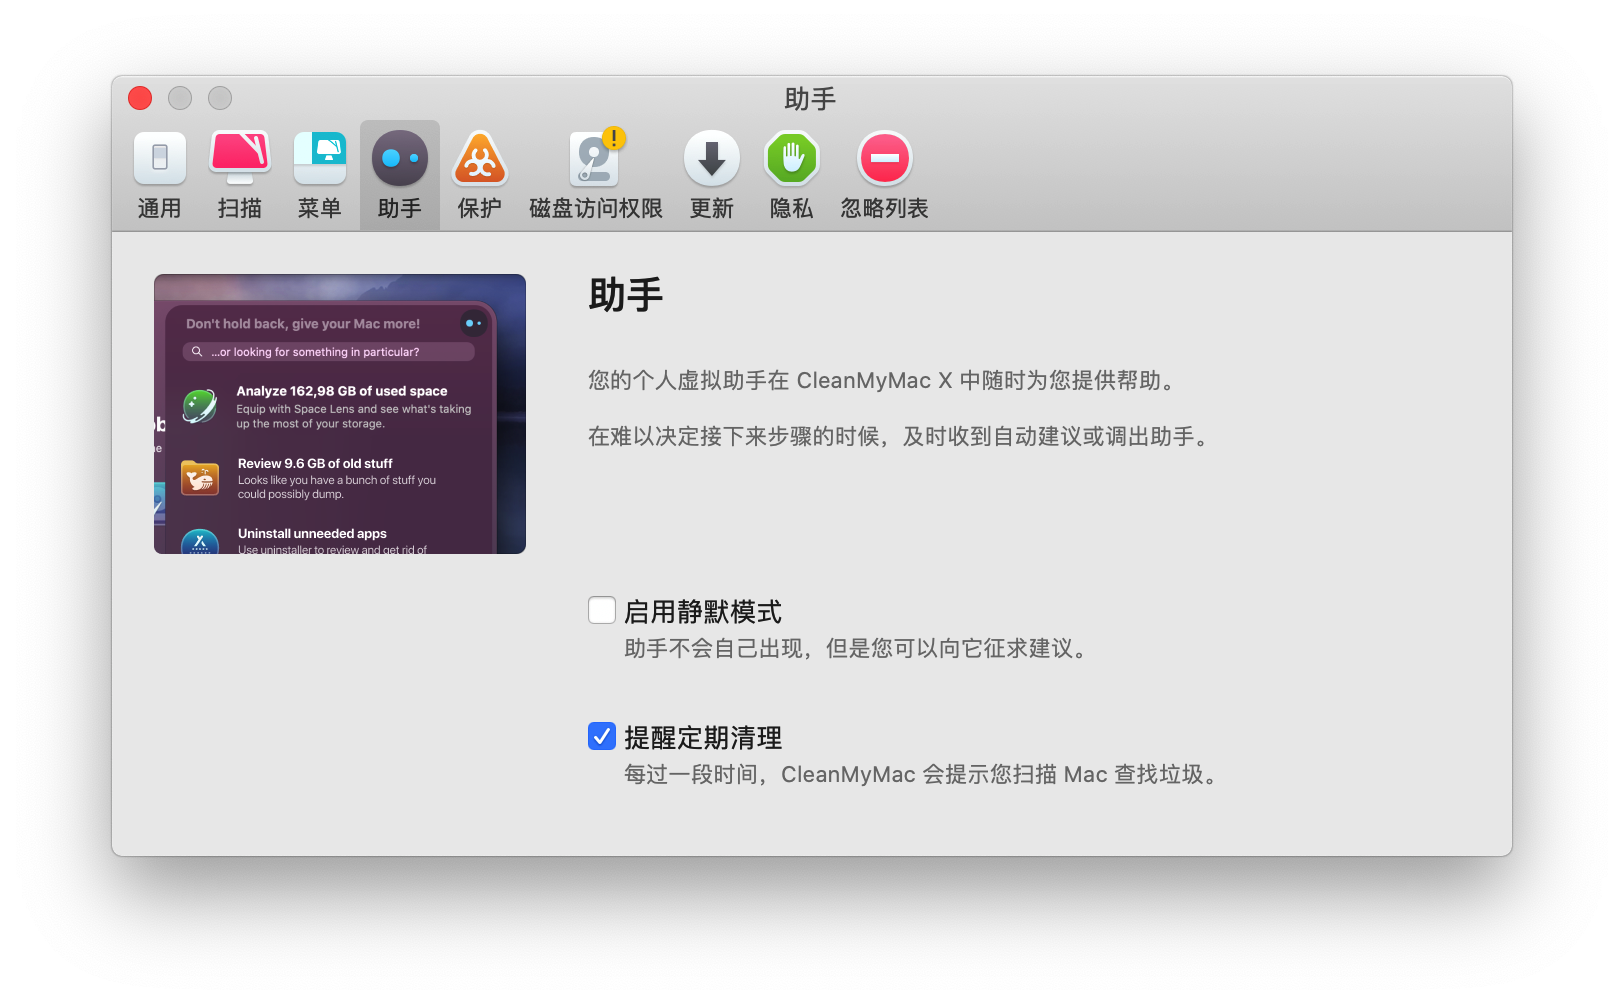 助手
通用
扫描
菜单
助手
保护
磁盘访问权限
更新
隐私
忽略列表
Don't hold back, give your Mac more!
...or looking for something in particular?
Analyze 162,98 GB of used space
Equip with Space Lens and see what's taking
up the most of your storage.
Review 9.6 GB of old stuff
Looks like you have a bunch of stuff you
could possibly dump.
Uninstall unneeded apps
Use uninstaller to review and get rid of
助手
您的个人虚拟助手在 CleanMyMac X 中随时为您提供帮助。
在难以决定接下来步骤的时候，及时收到自动建议或调出助手。
启用静默模式
助手不会自己出现，但是您可以向它征求建议。
提醒定期清理
每过一段时间，CleanMyMac 会提示您扫描 Mac 查找垃圾。